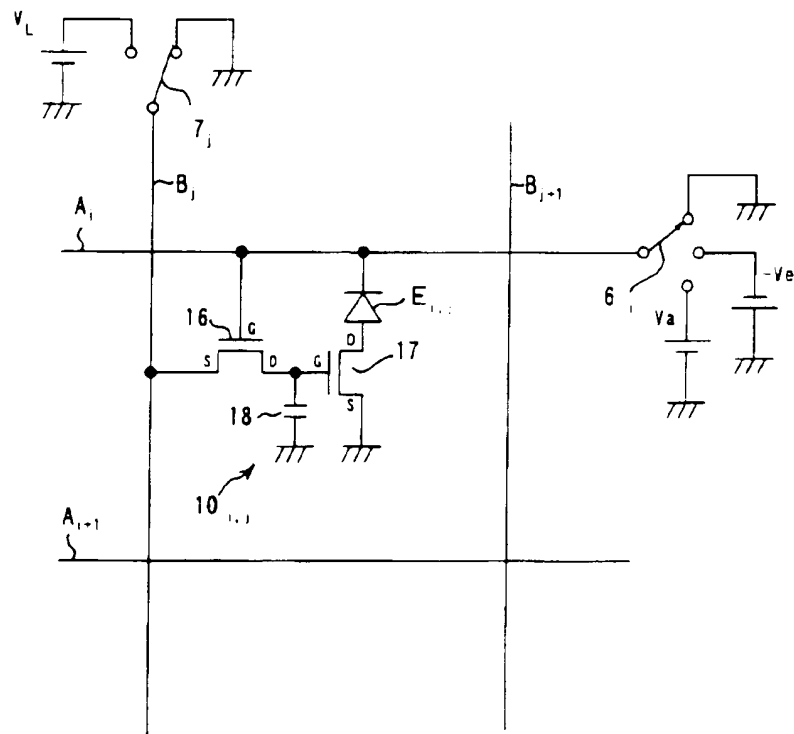 V_L
7_j
B_j
B_j+1
A_i
-Ve
6_i
E_i,j
Va
16
G
D
17
S
D
G
S
18
10_i,j
A_i+1